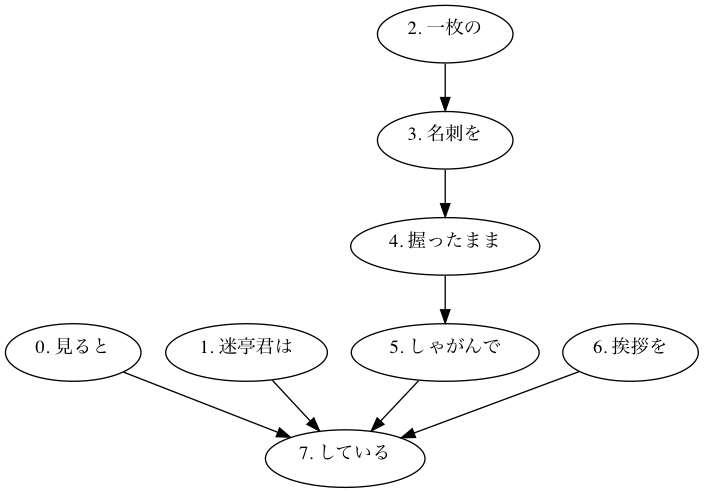 2. 一枚の
3. 名刺を
4. 握ったまま
0. 見ると
1. 迷亭君は
5. しゃがんで
6. 挨拶を
7. している